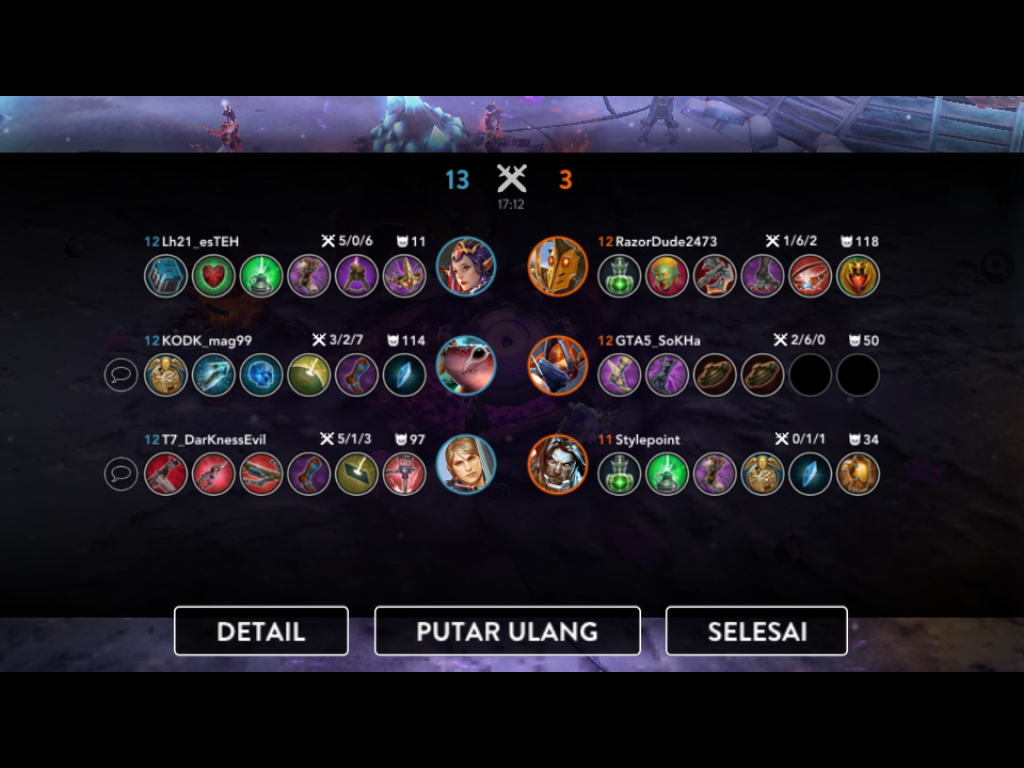 13 3
17:12
12 Lh21_esTEH 5/0/6 11
12 RazorDude2473 1/6/2 118
12 KODK_mag99 3/2/7 114
12 GTA5_SoKHa 2/6/0 50
12 T7_DarKnessEvil 5/1/3 97
11 Stylepoint 0/1/1 34
DETAIL
PUTAR ULANG
SELESAI